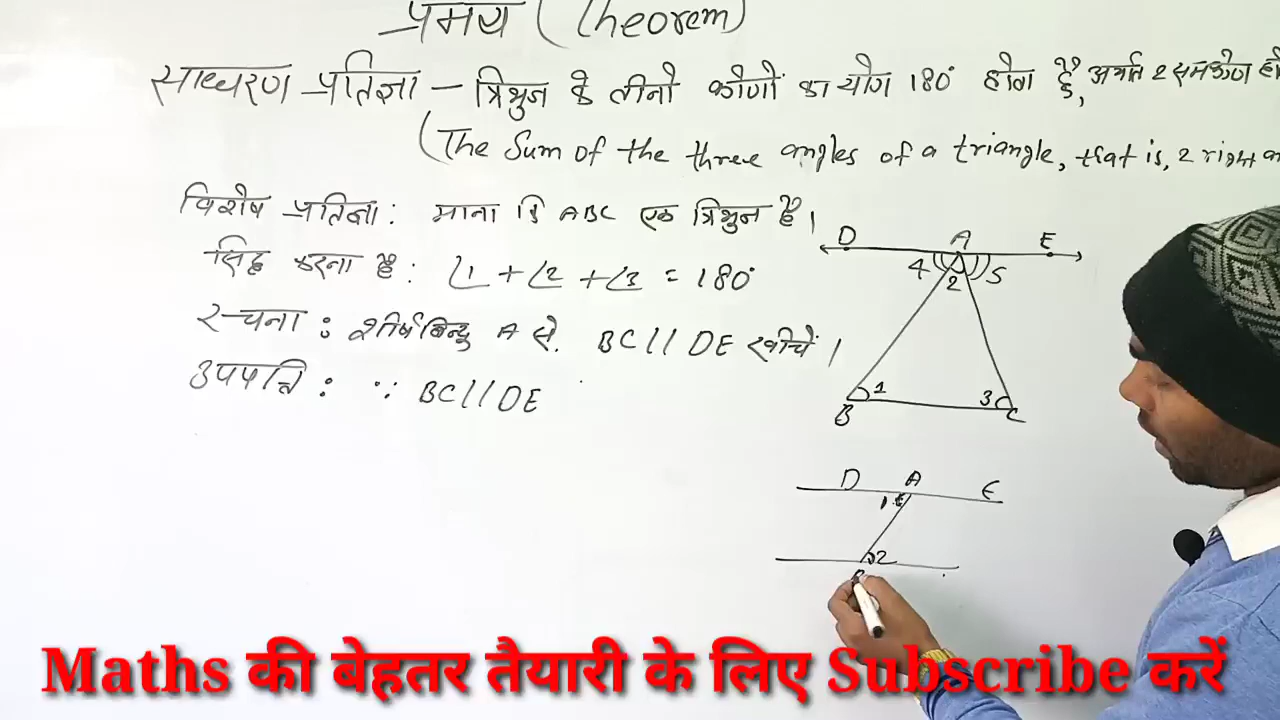 प्रमेय ( Theorem )
साधारण प्रतिज्ञा — त्रिभुज के तीनो कोणों का योग 180° होता है, अर्थात 2 समकोण हो
( The Sum of the three angles of a triangle, that is, 2 right an
विशेष प्रतिज्ञा : माना कि ABC एक त्रिभुज है।
सिद्ध करना है : ∠1 + ∠2 + ∠3 = 180°
रचना : शीर्षबिन्दु A से BC // DE खींचें।
उपपत्ति : ∵ BC // DE
D A E
4 2 5
1 3
B C
D A E
1
2
Maths की बेहतर तैयारी के लिए Subscribe करें